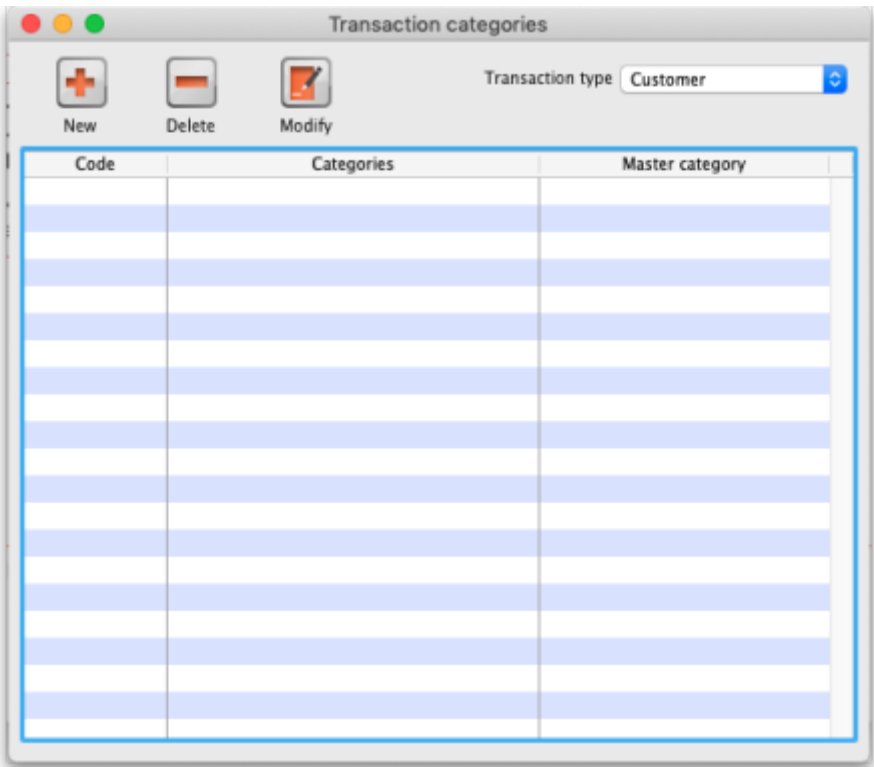 Transaction categories
Transaction type Customer
New Delete Modify
Code Categories Master category